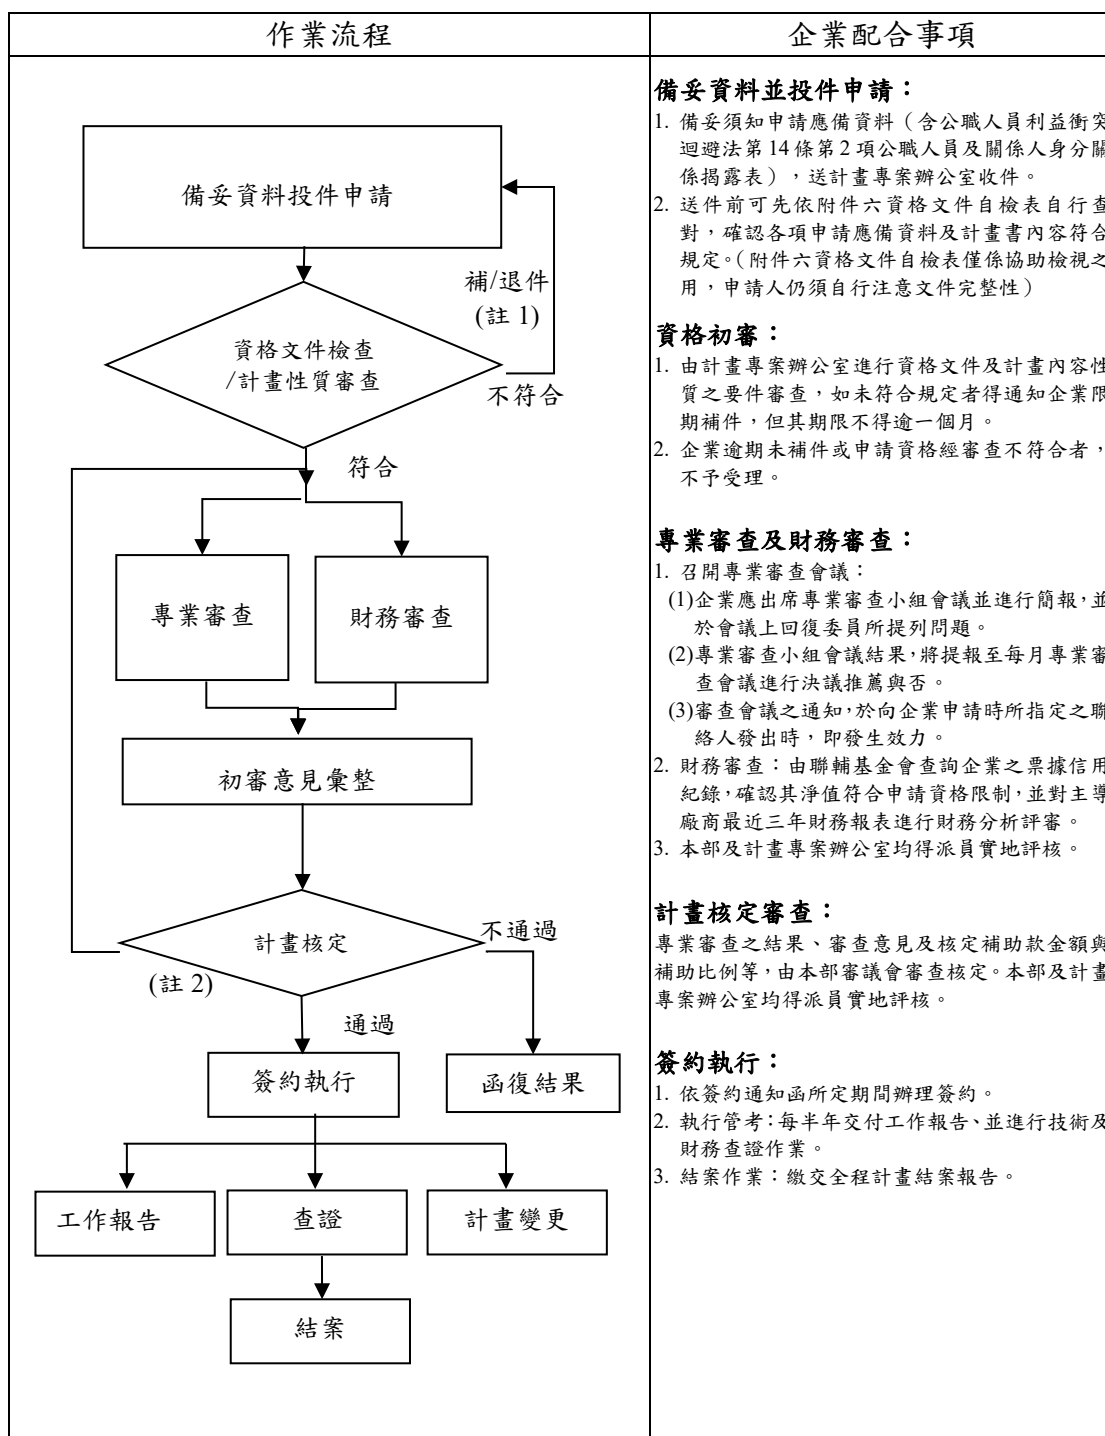 作業流程
企業配合事項
備妥資料投件申請
補/退件
(註 1)
資格文件檢查
/計畫性質審查
不符合
符合
專業審查
財務審查
初審意見彙整
計畫核定
不通過
(註 2)
通過
簽約執行
函復結果
工作報告
查證
計畫變更
結案
備妥資料並投件申請：
1. 備妥須知申請應備資料（含公職人員利益衝突
迴避法第 14 條第 2 項公職人員及關係人身分關
係揭露表），送計畫專案辦公室收件。
2. 送件前可先依附件六資格文件自檢表自行查
對，確認各項申請應備資料及計畫書內容符合
規定。（附件六資格文件自檢表僅係協助檢視之
用，申請人仍須自行注意文件完整性）
資格初審：
1. 由計畫專案辦公室進行資格文件及計畫內容性
質之要件審查，如未符合規定者得通知企業限
期補件，但其期限不得逾一個月。
2. 企業逾期未補件或申請資格經審查不符合者，
不予受理。
專業審查及財務審查：
1. 召開專業審查會議：
(1)企業應出席專業審查小組會議並進行簡報，並
於會議上回復委員所提列問題。
(2)專業審查小組會議結果，將提報至每月專業審
查會議進行決議推薦與否。
(3)審查會議之通知，於向企業申請時所指定之聯
絡人發出時，即發生效力。
2. 財務審查：由聯輔基金會查詢企業之票據信用
紀錄，確認其淨值符合申請資格限制，並對主導
廠商最近三年財務報表進行財務分析評審。
3. 本部及計畫專案辦公室均得派員實地評核。
計畫核定審查：
專業審查之結果、審查意見及核定補助款金額與
補助比例等，由本部審議會審查核定。本部及計畫
專案辦公室均得派員實地評核。
簽約執行：
1. 依簽約通知函所定期間辦理簽約。
2. 執行管考：每半年交付工作報告、並進行技術及
財務查證作業。
3. 結案作業：繳交全程計畫結案報告。